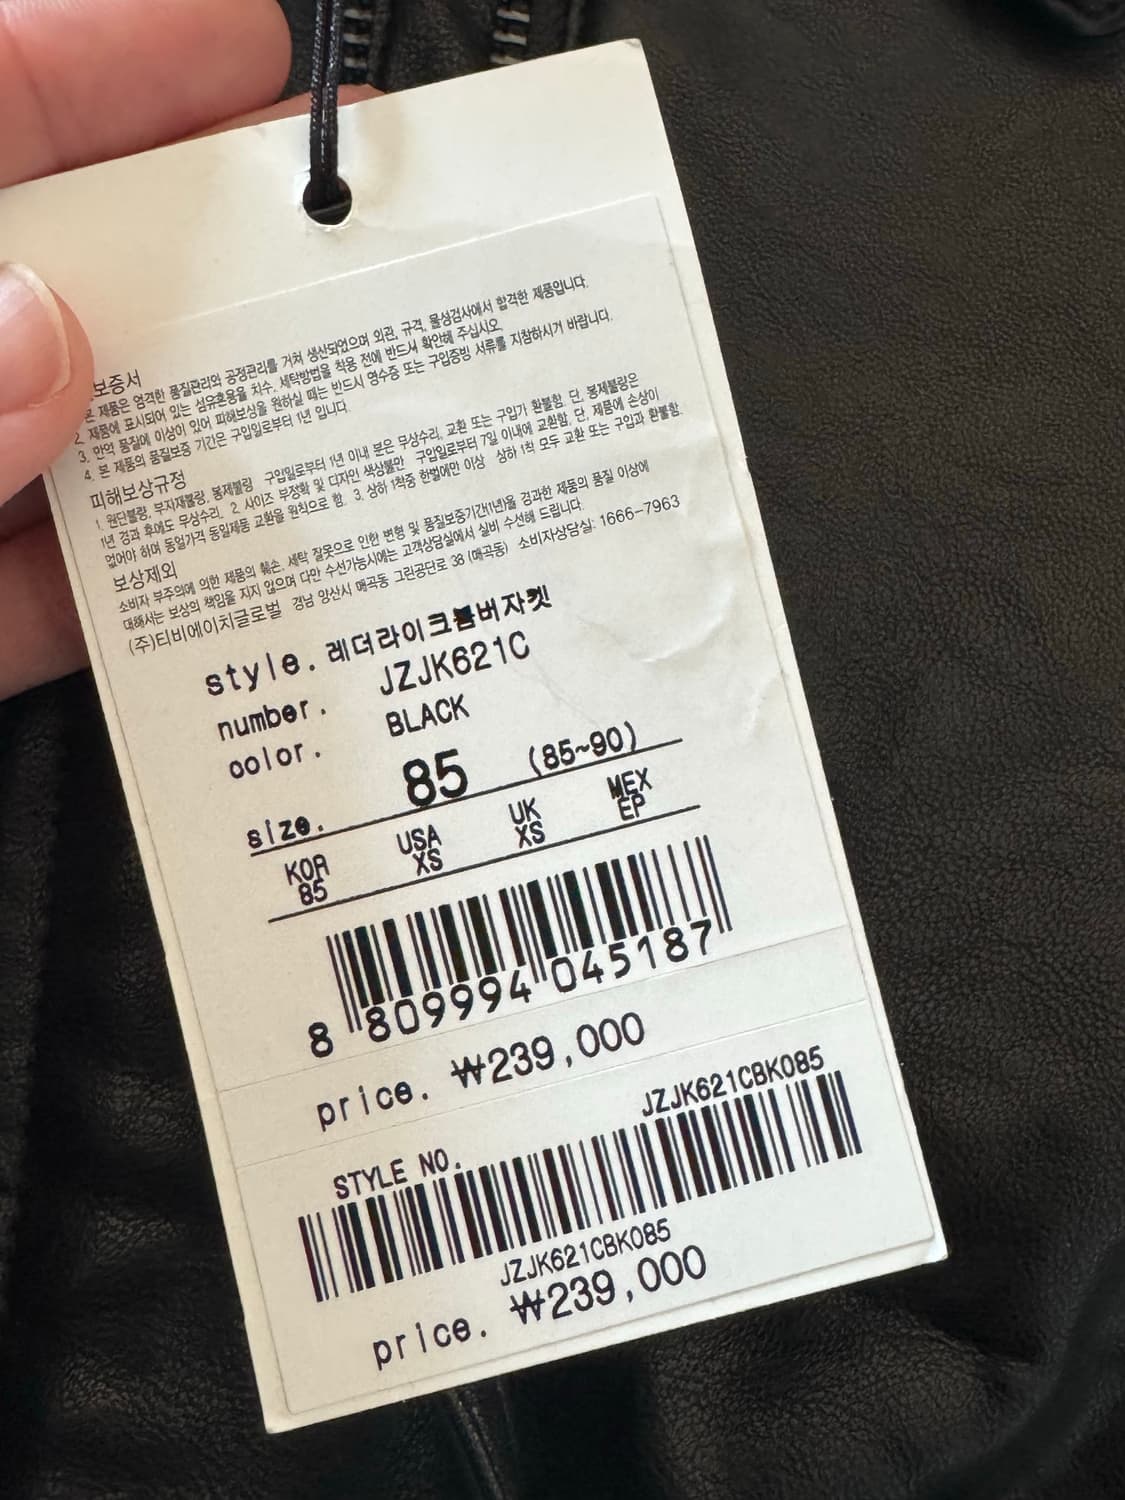 보증서
본 제품은 엄격한 품질관리와 공정관리를 거쳐 생산되었으며 외관, 규격, 물성검사에서 합격한 제품입니다.
2. 제품에 표시되어 있는 섬유혼용율 치수, 세탁방법을 착용 전에 반드시 확인해 주십시오.
3. 만약 품질에 이상이 있어 피해보상을 원하실 때는 반드시 영수증 또는 구입증빙 서류를 지참하시기 바랍니다.
4. 본 제품의 품질보증 기간은 구입일로부터 1년 입니다.
피해보상규정
1. 원단불량, 부자재불량, 봉제불량 구입일로부터 1년 이내 분은 무상수리, 교환 또는 구입가 환불함. 단, 봉제불량은
1년 경과 후에도 무상수리. 2. 사이즈 부정확 및 디자인 색상불만 구입일로부터 7일 이내에 교환함, 단, 제품에 손상이
없어야 하며 동일가격 동일제품 교환을 원칙으로 함. 3. 상하 1착중 한벌에만 이상 상하 1착 모두 교환 또는 구입과 환불함.
보상제외
소비자 부주의에 의한 제품의 훼손, 세탁 잘못으로 인한 변형 및 품질보증기간(1년)을 경과한 제품의 품질 이상에
대해서는 보상의 책임을 지지 않으며 다만 수선가능시에는 고객상담실에서 실비 수선해 드립니다.
(주)티비에이치글로벌 경남 양산시 매곡동 그린공단로 38 (매곡동) 소비자상담실: 1666-7963
style. 레더라이크봄버자켓
number. JZJK621C
color. BLACK
size. 85 (85~90)
KOR USA UK MEX
85 XS XS EP
8 809994 045187
price. ₩239,000
STYLE NO. JZJK621CBK085
JZJK621CBK085
price. ₩239,000